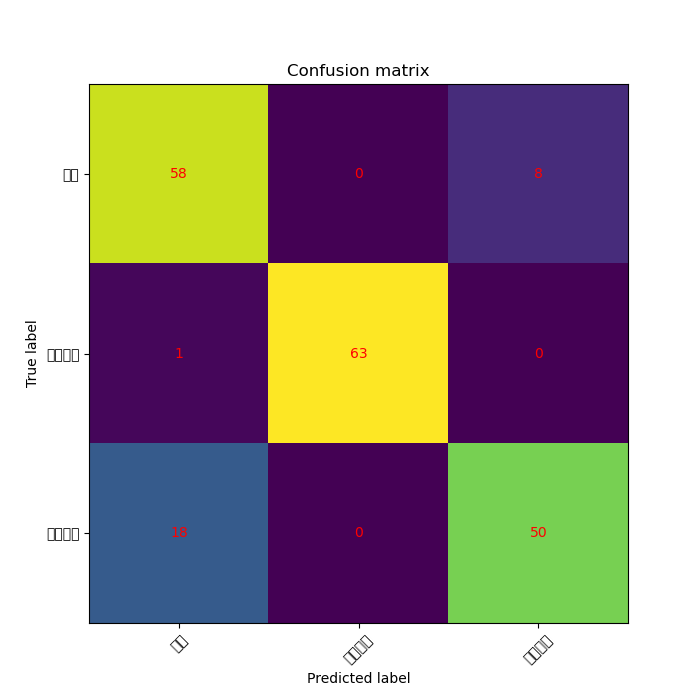 Confusion matrix
58 0 8
1 63 0
18 0 50
True label
Predicted label